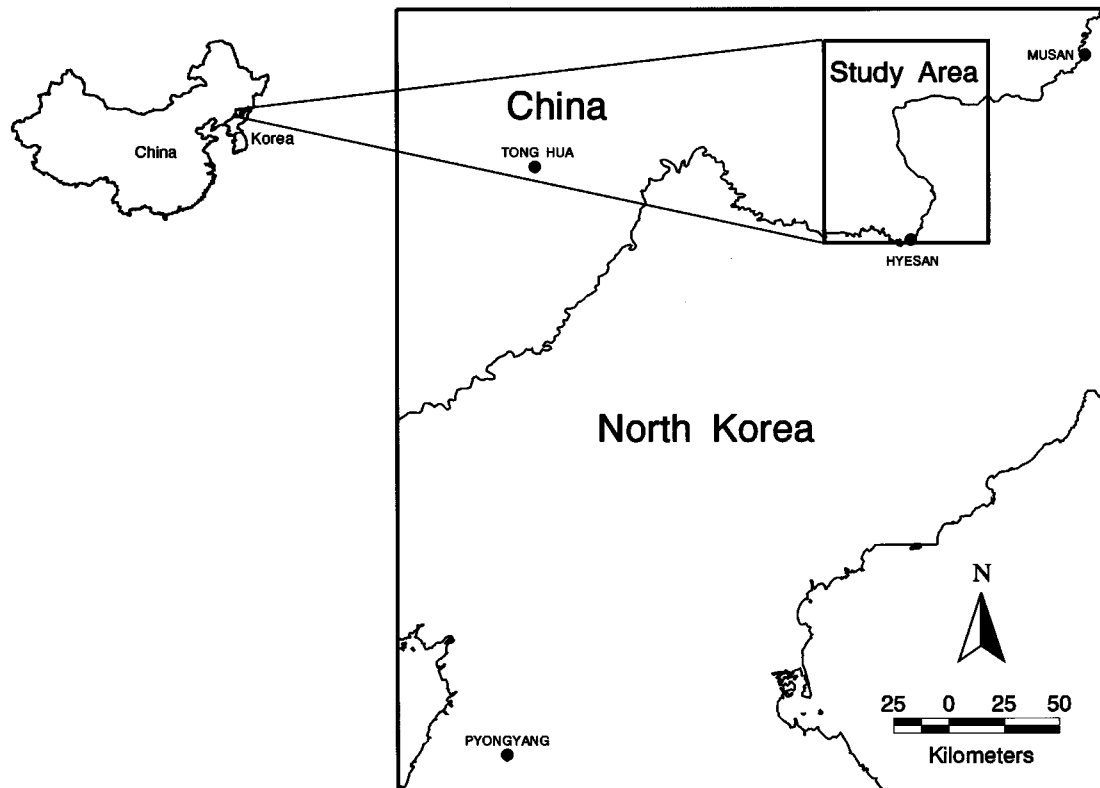 China
Korea
China
TONG HUA
Study Area
MUSAN
HYESAN
North Korea
PYONGYANG
N
25 0 25 50
Kilometers